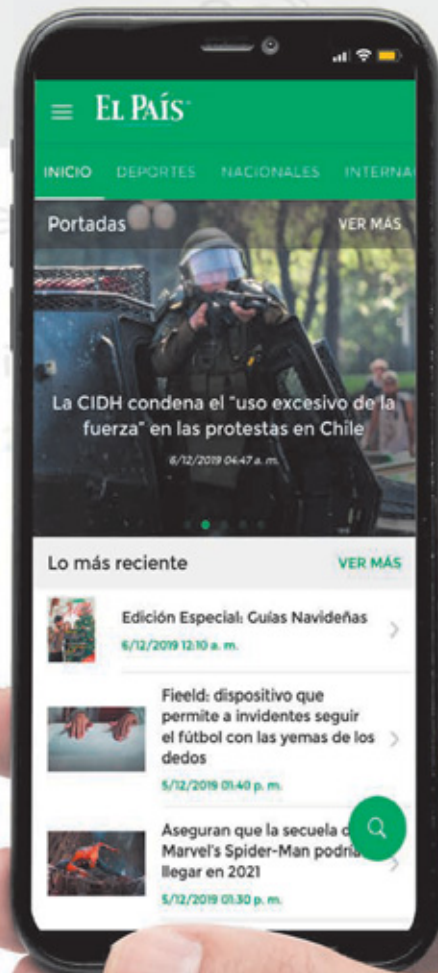 EL PAÍS
INICIO DEPORTES NACIONALES INTERNA
Portadas VER MÁS
La CIDH condena el "uso excesivo de la
fuerza" en las protestas en Chile
6/12/2019 04:47 a. m.
Lo más reciente VER MÁS
Edición Especial: Guías Navideñas
6/12/2019 12:10 a. m.
Fieeld: dispositivo que
permite a invidentes seguir
el fútbol con las yemas de los
dedos
5/12/2019 01:40 p. m.
Aseguran que la secuela d
Marvel's Spider-Man podría
llegar en 2021
5/12/2019 01:30 p. m.